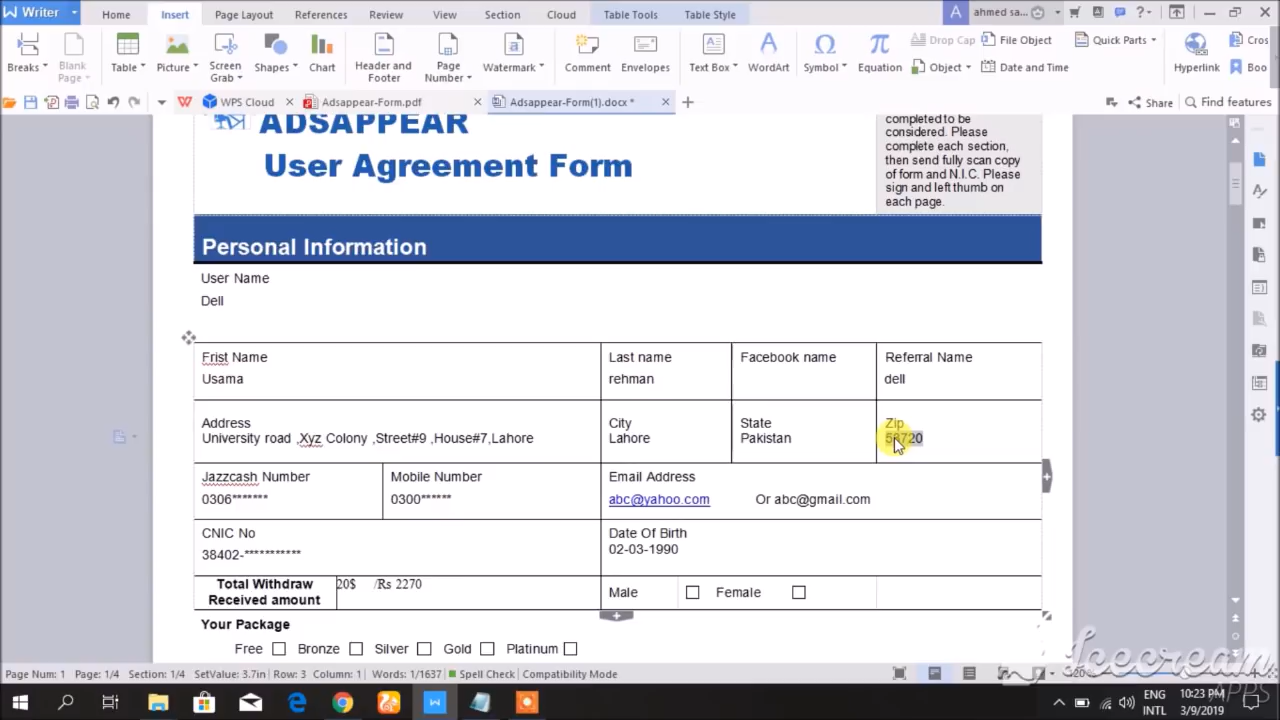 Writer Home Insert Page Layout References Review View Section Cloud Table Tools Table Style A ahmed sa...
Drop Cap File Object Quick Parts Cros
Breaks Blank Page Table Picture Screen Grab Shapes Chart Header and Footer Page Number Watermark Comment Envelopes Text Box WordArt Symbol Equation Object Date and Time Hyperlink Boo
WPS Cloud Adsappear-Form.pdf Adsappear-Form(1).docx * Share Find features
ADSAPPEAR
User Agreement Form
completed to be
considered. Please
complete each section,
then send fully scan copy
of form and N.I.C. Please
sign and left thumb on
each page.
Personal Information
User Name
Dell
Frist Name Last name Facebook name Referral Name
Usama rehman dell
Address City State Zip
University road ,Xyz Colony ,Street#9 ,House#7,Lahore Lahore Pakistan
Jazzcash Number Mobile Number Email Address
0306******* 0300****** abc@yahoo.com Or abc@gmail.com
CNIC No Date Of Birth
38402-*********** 02-03-1990
Total Withdraw Received amount 20$ /Rs 2270 Male Female
Your Package
Free Bronze Silver Gold Platinum
Page Num: 1 Page: 1/4 Section: 1/4 SetValue: 3.7in Row: 3 Column: 1 Words: 1/1637 Spell Check Compatibility Mode
Icecream
APPS
ENG
INTL
10:23 PM
3/9/2019